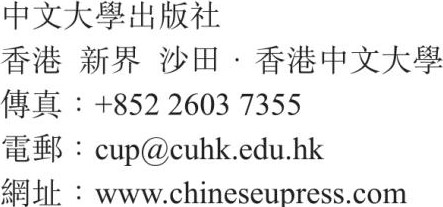 中文大學出版社
香港 新界 沙田．香港中文大學
傳真：+852 2603 7355
電郵：cup@cuhk.edu.hk
網址：www.chineseupress.com